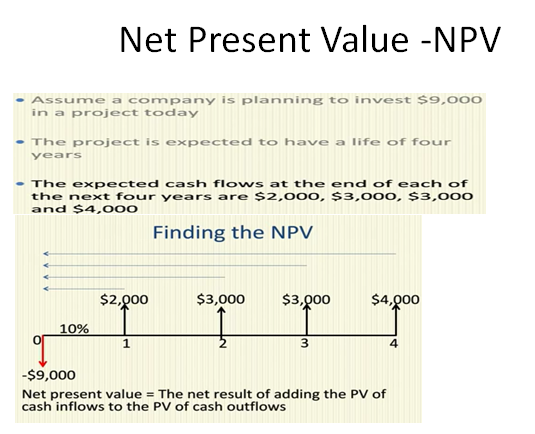 Net Present Value -NPV
• Assume a company is planning to invest $9,000
in a project today
• The project is expected to have a life of four
years
• The expected cash flows at the end of each of
the next four years are $2,000, $3,000, $3,000
and $4,000
Finding the NPV
$2,000 $3,000 $3,000 $4,000
10%
0 1 2 3 4
-$9,000
Net present value = The net result of adding the PV of
cash inflows to the PV of cash outflows